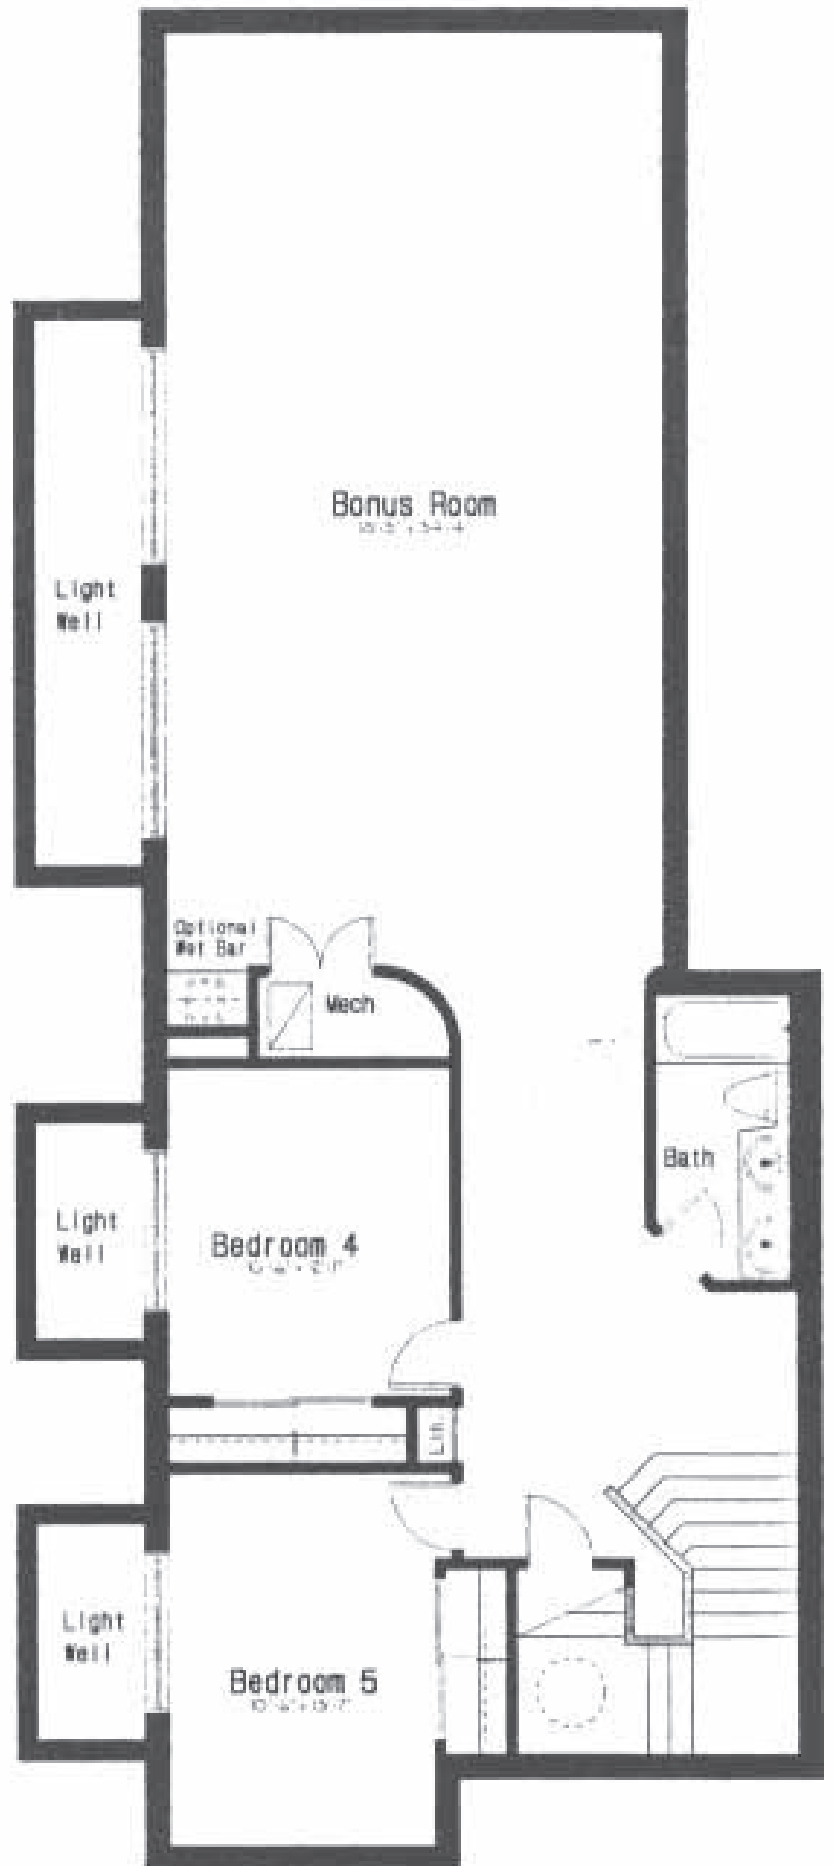 Bonus Room
Light
Well
Optional
Wet Bar
Mech
Bath
Light
Well
Bedroom 4
Lin.
Light
Well
Bedroom 5